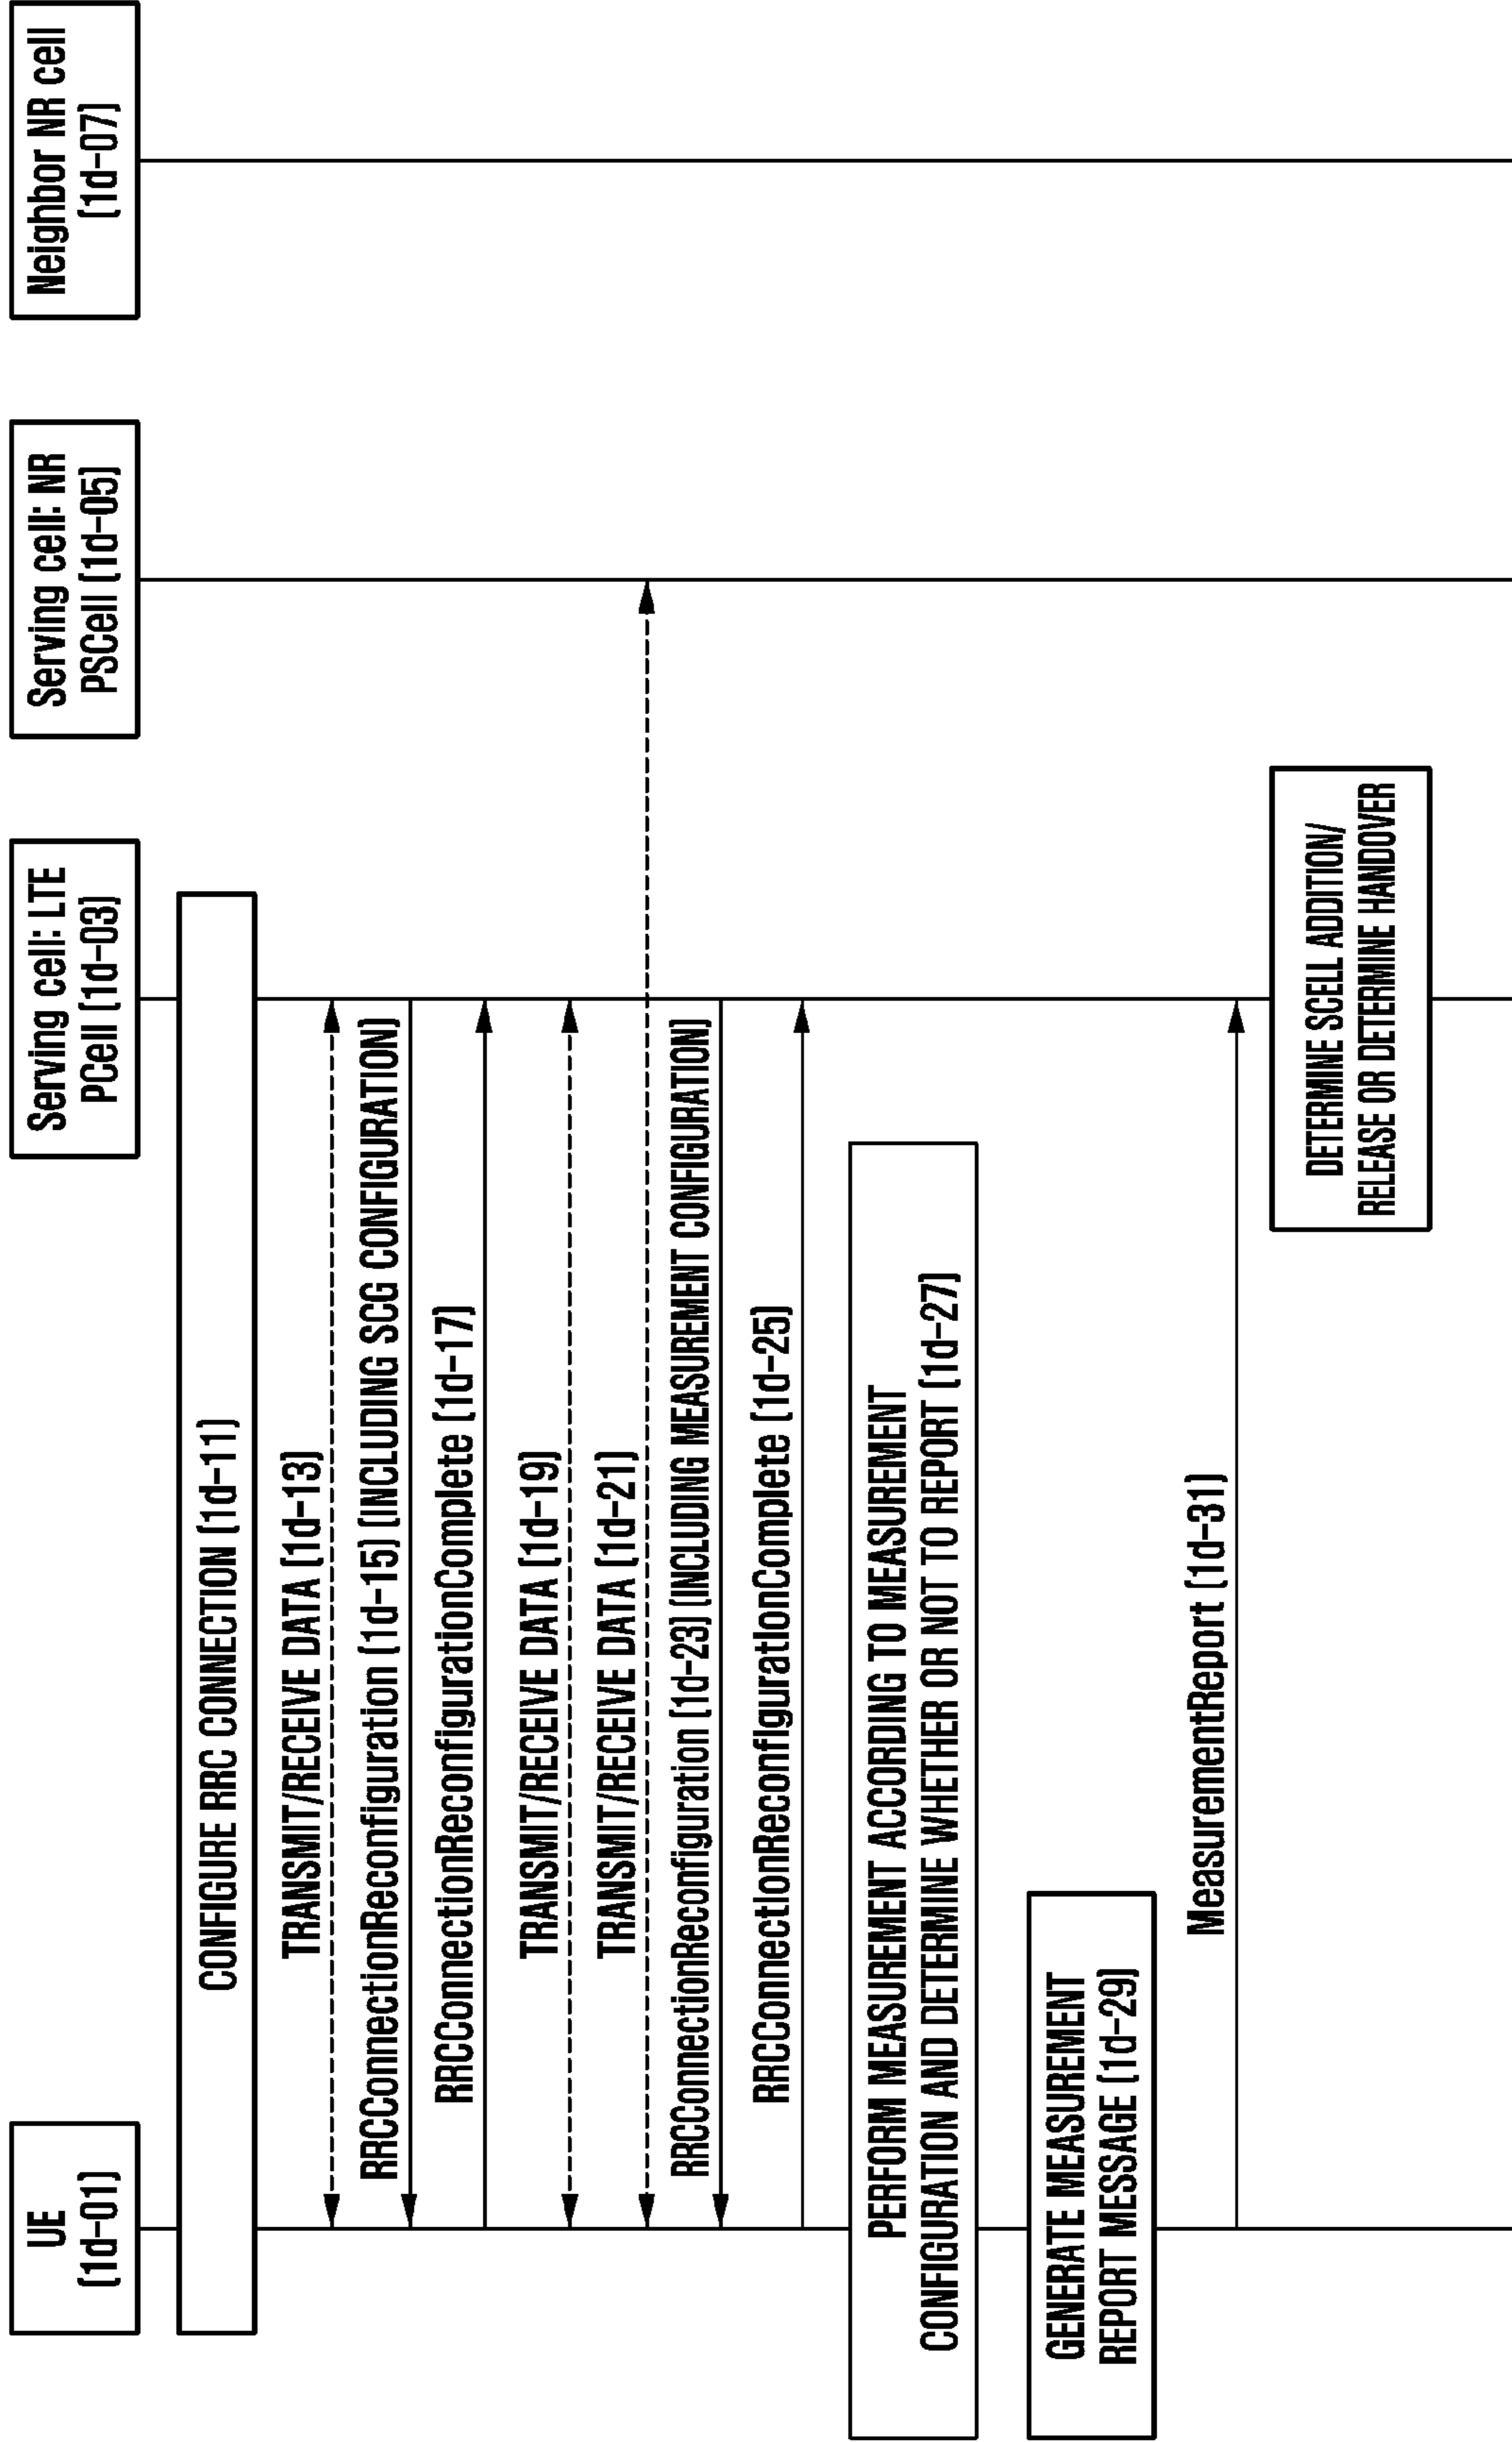 UE
(1d-01)
Serving cell: LTE
PCell (1d-03)
Serving cell: NR
PSCell (1d-05)
Neighbor NR cell
(1d-07)
CONFIGURE RRC CONNECTION (1d-11)
TRANSMIT/RECEIVE DATA (1d-13)
RRCConnectionReconfiguration (1d-15) (INCLUDING SCG CONFIGURATION)
RRCConnectionReconfigurationComplete (1d-17)
TRANSMIT/RECEIVE DATA (1d-19)
TRANSMIT/RECEIVE DATA (1d-21)
RRCConnectionReconfiguration (1d-23) (INCLUDING MEASUREMENT CONFIGURATION)
RRCConnectionReconfigurationComplete (1d-25)
PERFORM MEASUREMENT ACCORDING TO MEASUREMENT
CONFIGURATION AND DETERMINE WHETHER OR NOT TO REPORT (1d-27)
GENERATE MEASUREMENT
REPORT MESSAGE (1d-29)
MeasurementReport (1d-31)
DETERMINE SCELL ADDITION/
RELEASE OR DETERMINE HANDOVER